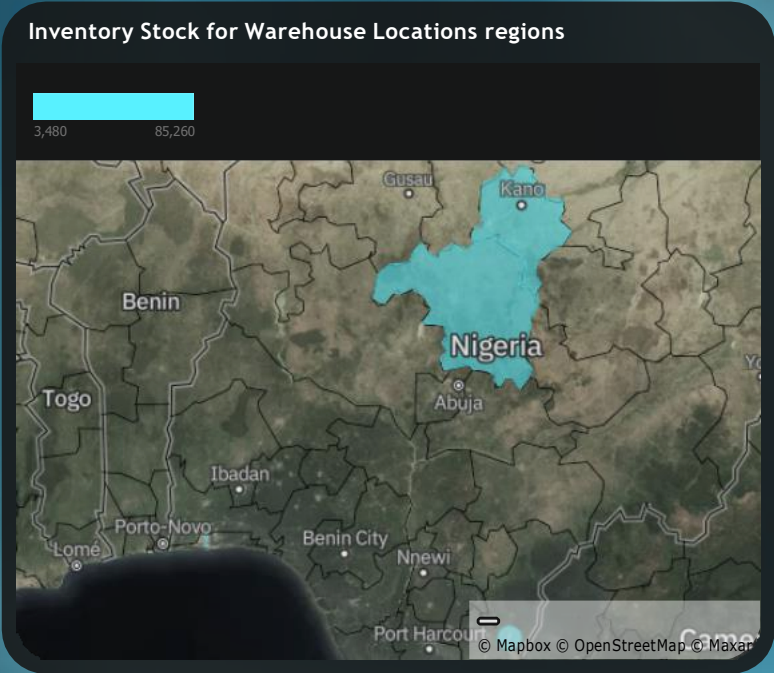 Inventory Stock for Warehouse Locations regions
3,480 85,260
Gusau
Kano
Benin
Nigeria
Togo
Abuja
Ibadan
Porto-Novo
Benin City
Lomé
Nnewi
Port Harcourt
© Mapbox © OpenStreetMap © Maxar